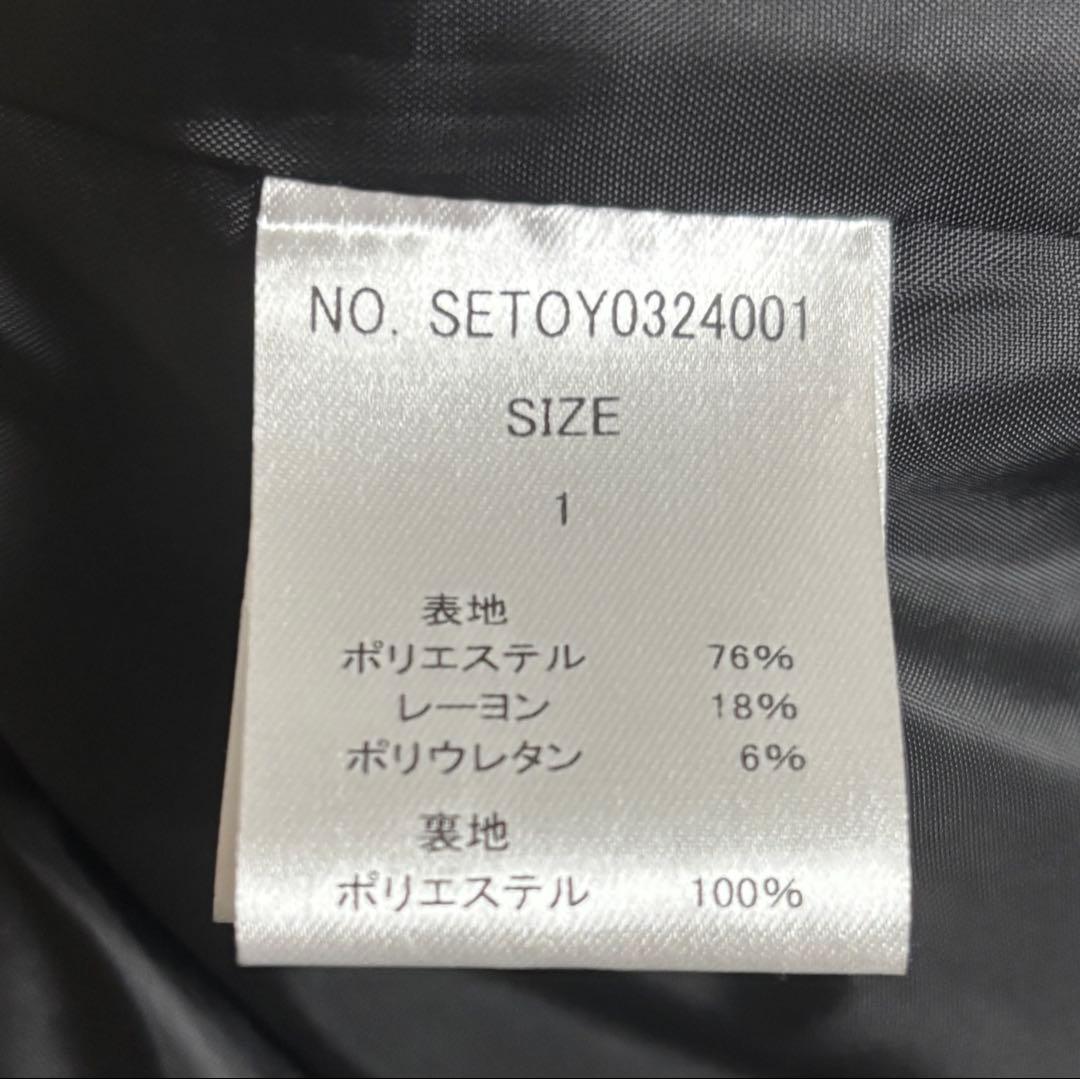 NO. SETOY0324001
SIZE
1
表地
ポリエステル 76%
レーヨン 18%
ポリウレタン 6%
裏地
ポリエステル 100%